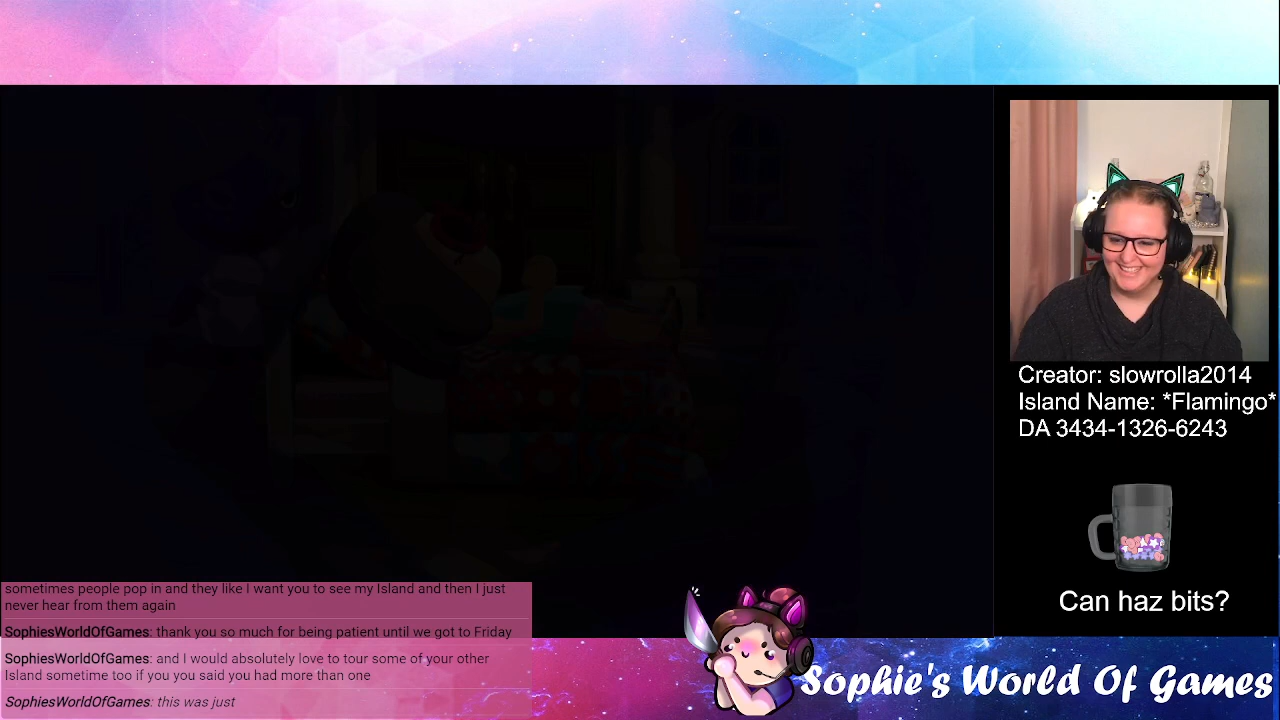 Creator: slowrolla2014
Island Name: *Flamingo*
DA 3434-1326-6243
Can haz bits?
sometimes people pop in and they like I want you to see my Island and then I just
never hear from them again
SophiesWorldOfGames: thank you so much for being patient until we got to Friday
SophiesWorldOfGames: and I would absolutely love to tour some of your other
Island sometime too if you you said you had more than one
SophiesWorldOfGames: this was just
Sophie's World Of Games